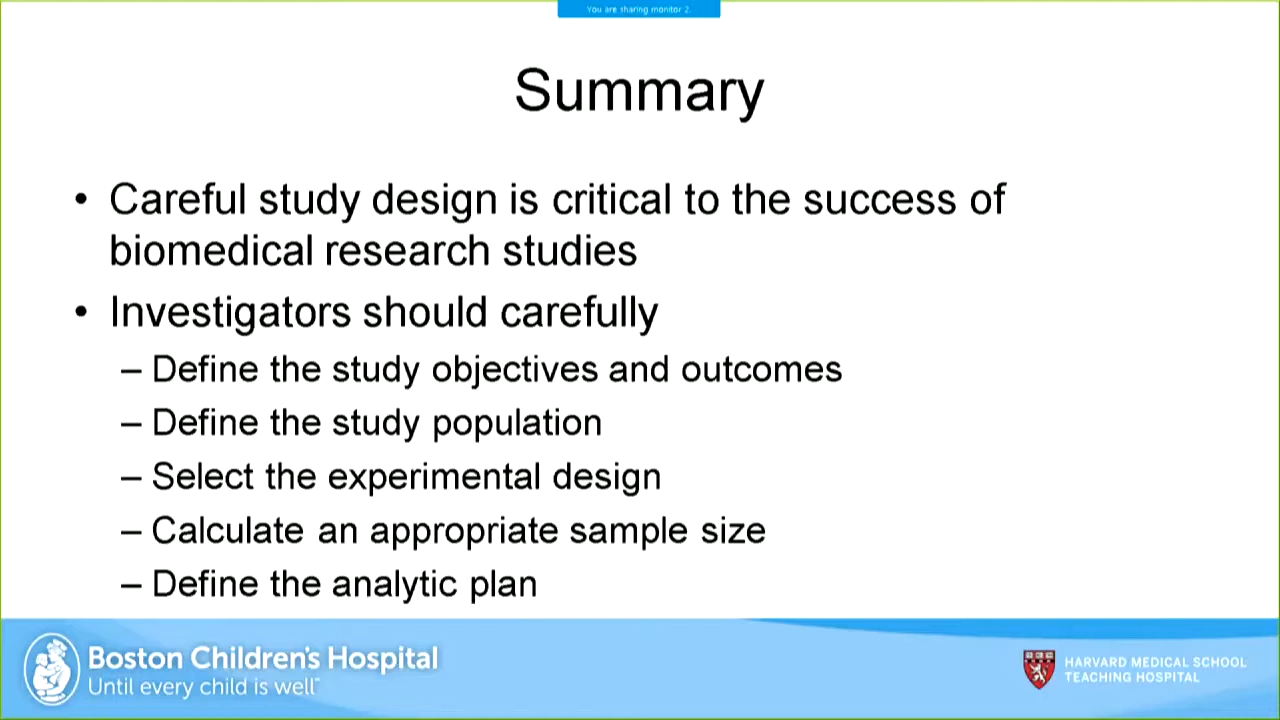 You are sharing monitor 2.
Summary
• Careful study design is critical to the success of
biomedical research studies
• Investigators should carefully
– Define the study objectives and outcomes
– Define the study population
– Select the experimental design
– Calculate an appropriate sample size
– Define the analytic plan
Boston Children's Hospital
Until every child is well™
HARVARD MEDICAL SCHOOL
TEACHING HOSPITAL